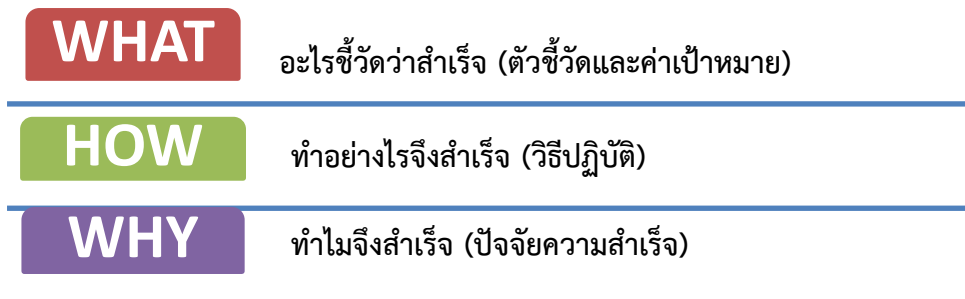 WHAT อะไรชี้วัดว่าสำเร็จ (ตัวชี้วัดและค่าเป้าหมาย)
HOW ทำอย่างไรจึงสำเร็จ (วิธีปฏิบัติ)
WHY ทำไมจึงสำเร็จ (ปัจจัยความสำเร็จ)